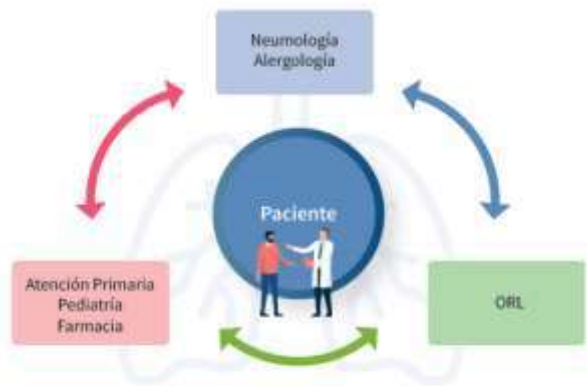 Neumología
Alergología
Paciente
Atención Primaria
Pediatría
Farmacia
ORL